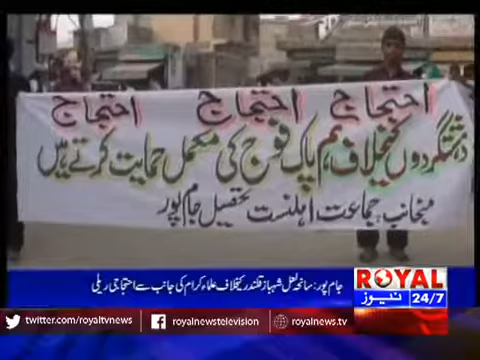 احتجاج احتجاج احتجاج
دہشتگردوں کیخلاف ہم پاک فوج کی مکمل حمایت کرتے ہیں
منجانب: جماعت اہلسنت تحصیل جام پور
جام پور: سانحہ لعل شہباز قلندر کیخلاف علماء کرام کی جانب سے احتجاجی ریلی
ROYAL
نیوز 24/7
twitter.com/royaltvnews
royalnewstelevision
royalnews.tv